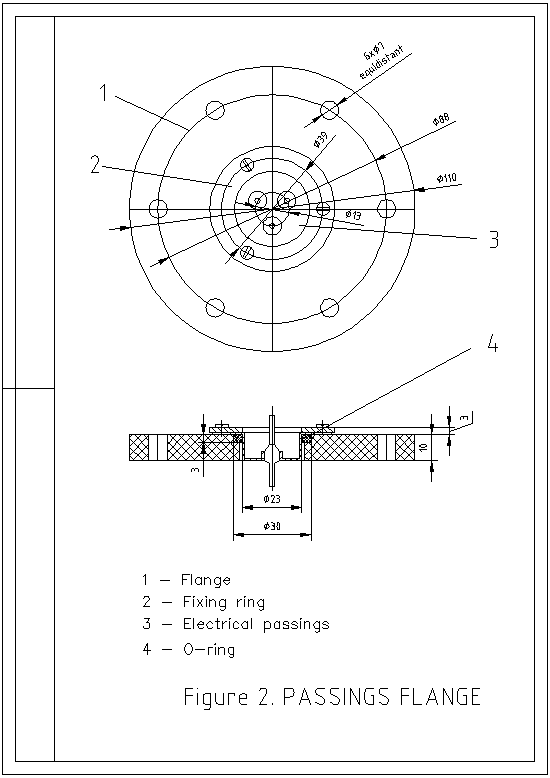 6xØ7
equidistant
1
Ø39
Ø88
2
Ø110
Ø13
3
4
3
10
3
Ø23
Ø30
1 – Flange
2 – Fixing ring
3 – Electrical passings
4 – O-ring
Figure 2. PASSINGS FLANGE